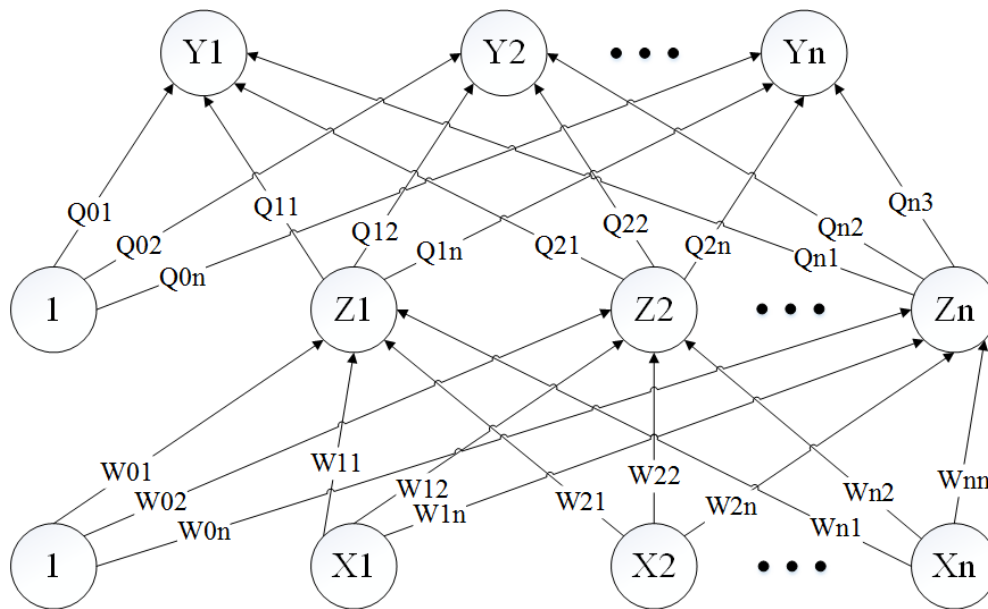 Y1 Y2 ••• Yn
Q01 Q02 Q0n Q11 Q12 Q1n Q21 Q22 Q2n Qn1 Qn2 Qn3
1 Z1 Z2 ••• Zn
W01 W02 W0n W11 W12 W1n W21 W22 W2n Wn1 Wn2 Wnn
1 X1 X2 ••• Xn